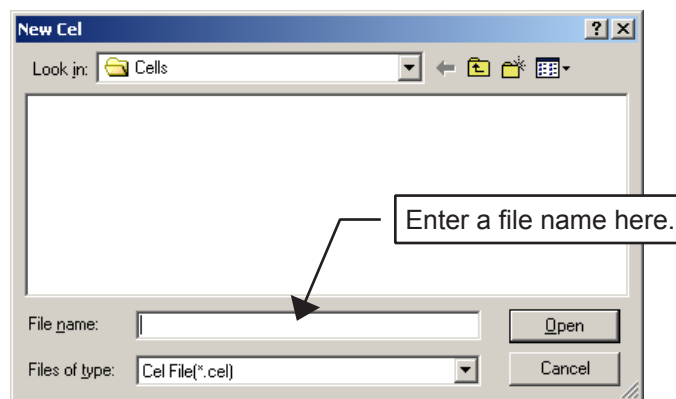 New Cel
Look in: Cells
Enter a file name here.
File name:
Open
Files of type: Cel File(*.cel)
Cancel